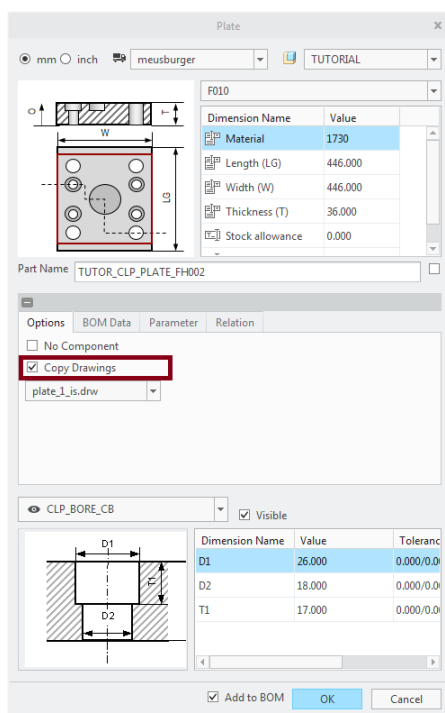 Plate x
mm inch meusburger TUTORIAL
F010
Dimension Name Value
Material 1730
Length (LG) 446.000
Width (W) 446.000
Thickness (T) 36.000
Stock allowance 0.000
O T
W
LG
Part Name TUTOR_CLP_PLATE_FH002
Options BOM Data Parameter Relation
No Component
Copy Drawings
plate_1_is.drw
CLP_BORE_CB Visible
Dimension Name Value Toleranc
D1 26.000 0.000/0.0
D2 18.000 0.000/0.0
T1 17.000 0.000/0.0
D1
T1
D2
Add to BOM OK Cancel